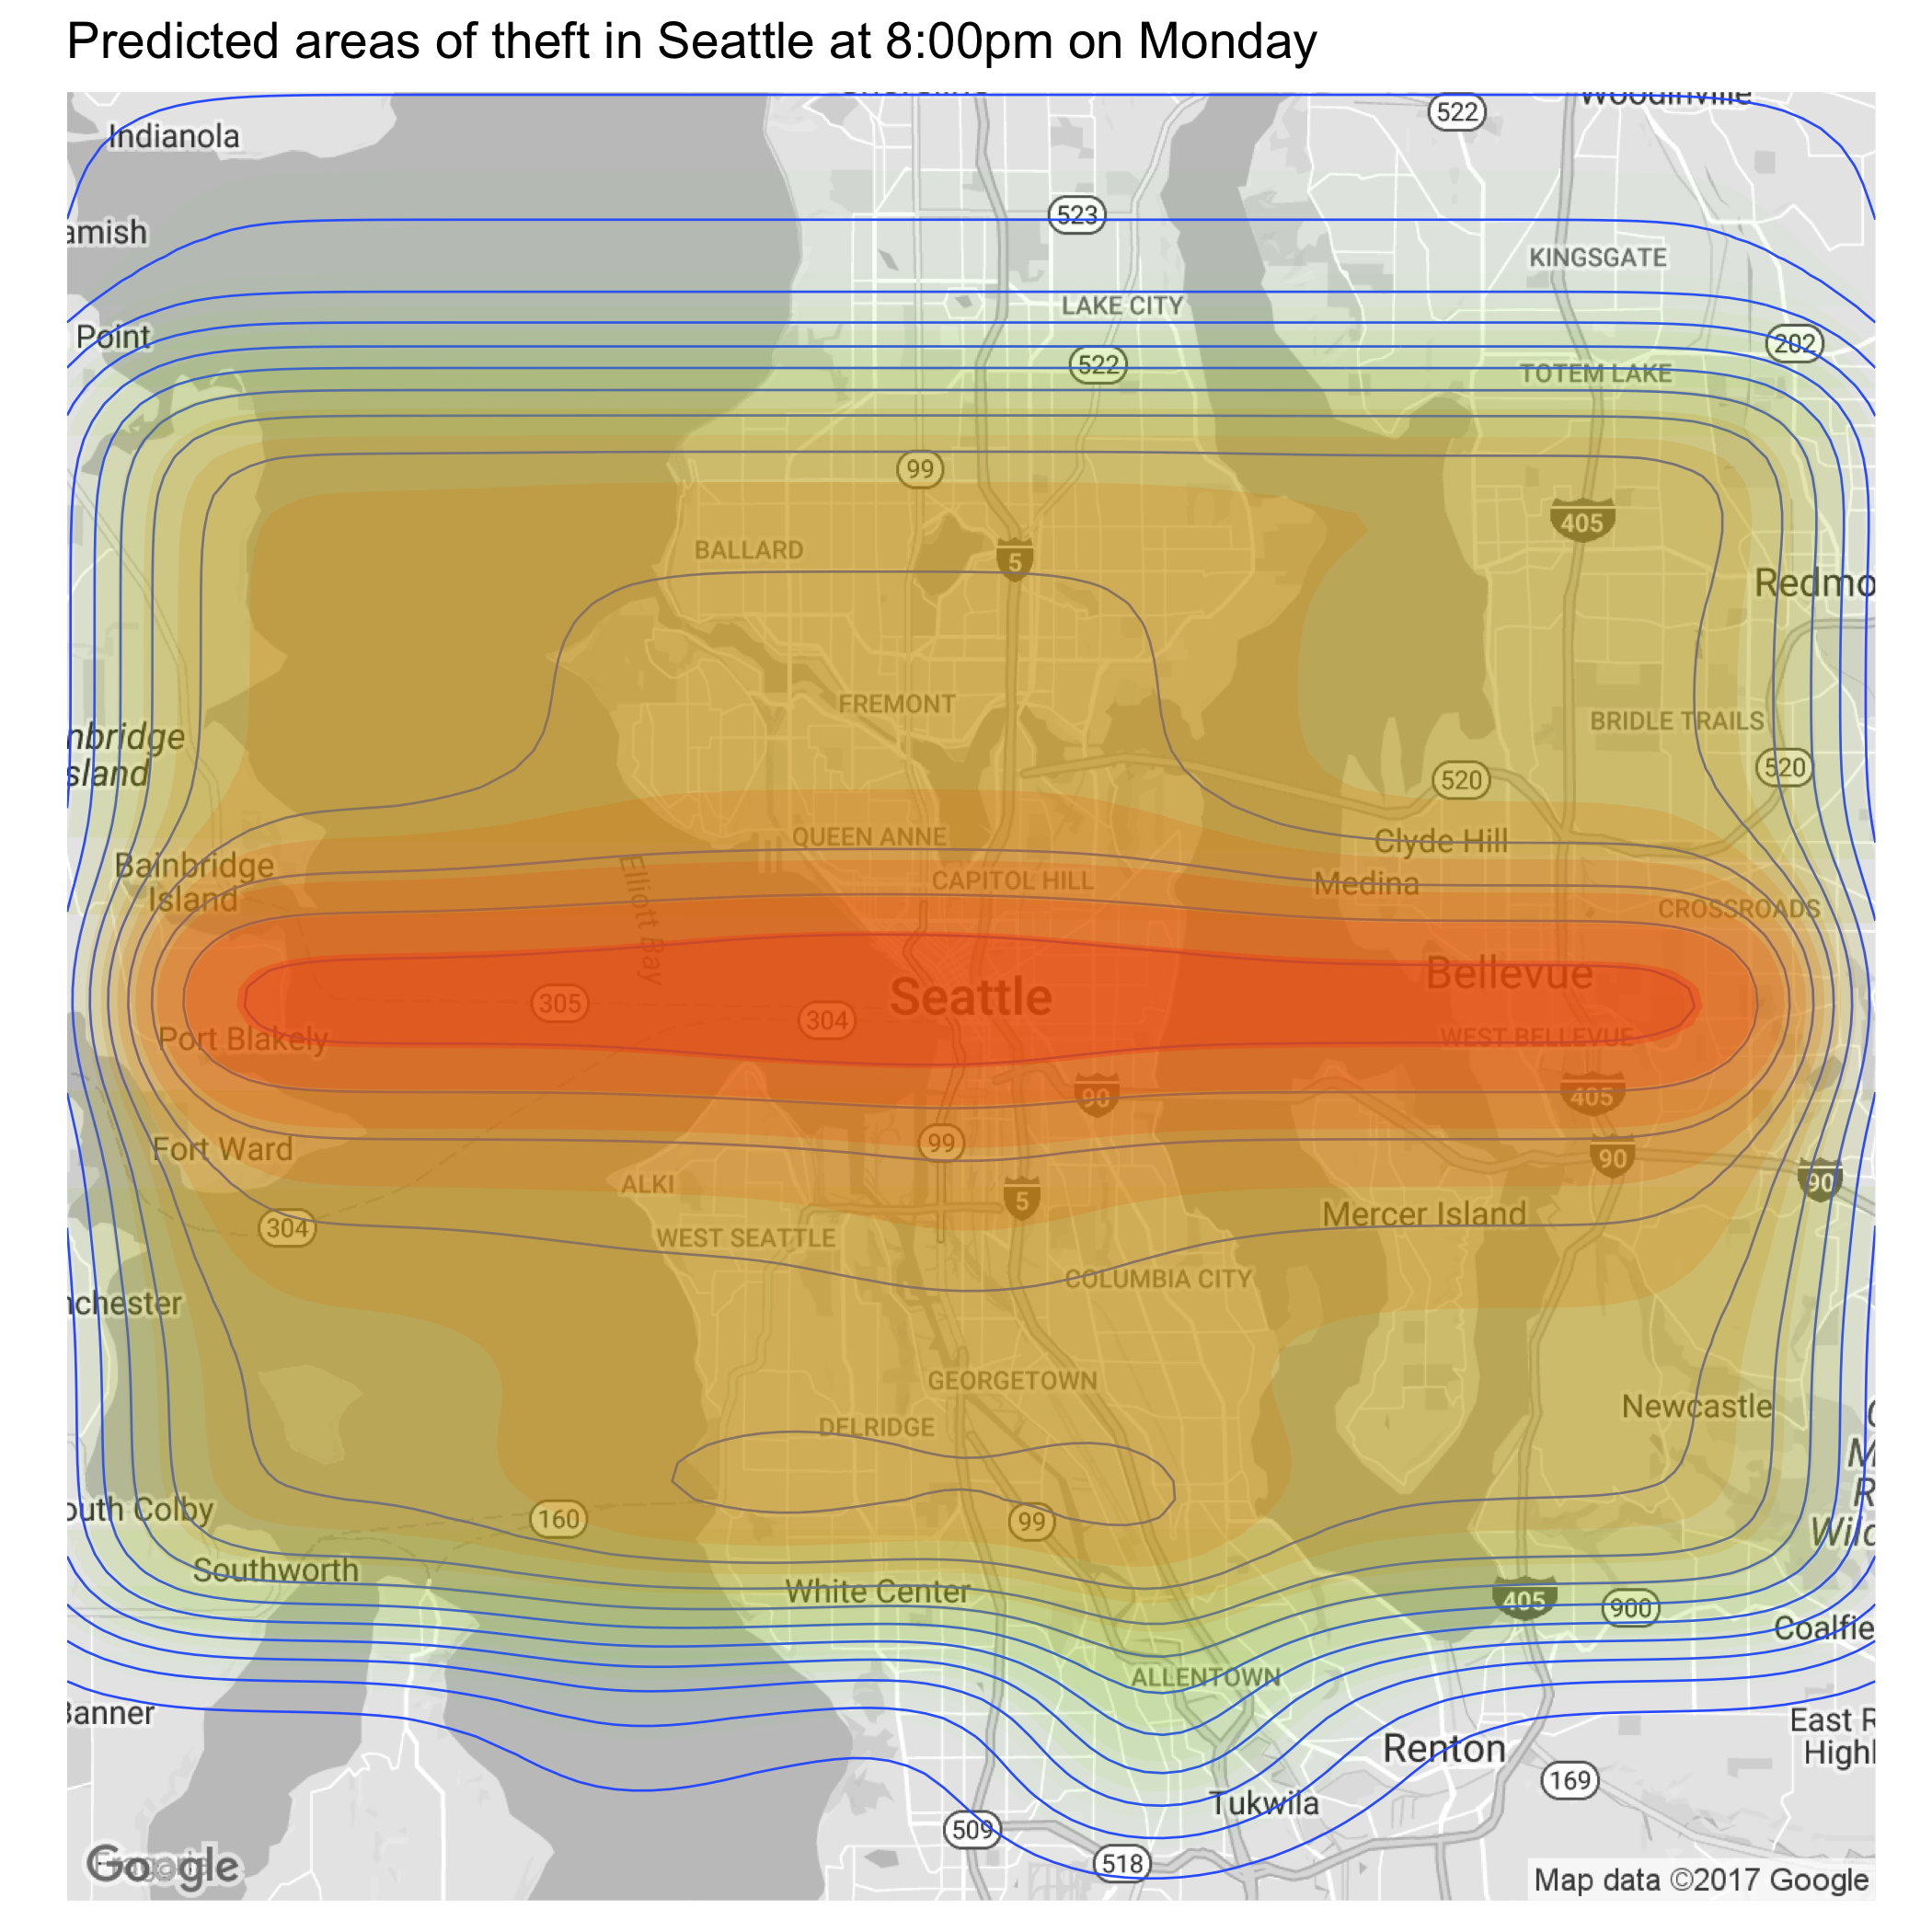 Predicted areas of theft in Seattle at 8:00pm on Monday
Woodinville
522
Indianola
523
amish
KINGSGATE
LAKE CITY
Point
202
522
TOTEM LAKE
99
405
BALLARD
5
Redmo
FREMONT
BRIDLE TRAILS
nbridge
sland
520
520
QUEEN ANNE
Clyde Hill
Bainbridge
Island
CAPITOL HILL
Medina
CROSSROADS
Elliott Bay
Bellevue
Seattle
305
304
Port Blakely
WEST BELLEVUE
90
405
99
Fort Ward
90
90
ALKI
5
Mercer Island
304
WEST SEATTLE
COLUMBIA CITY
nchester
GEORGETOWN
Newcastle
DELRIDGE
M
R
outh Colby
160
99
Wild
Southworth
White Center
405
900
Coalfie
ALLENTOWN
Banner
East R
Highl
Renton
169
Tukwila
509
518
Google
Map data ©2017 Google